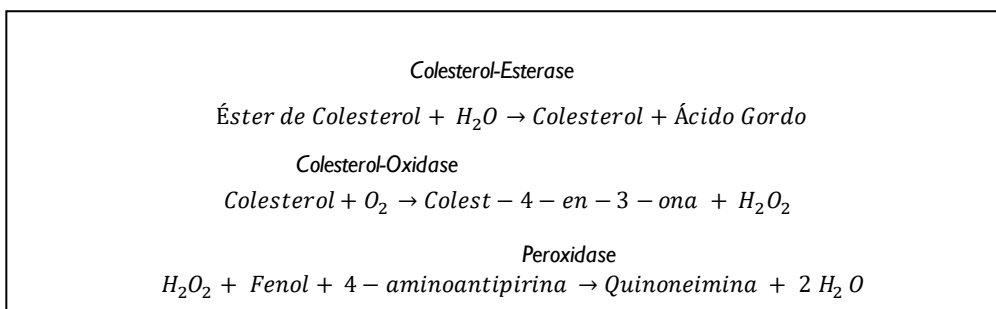 Colesterol-Esterase
Éster de Colesterol + H₂O → Colesterol + Ácido Gordo
Colesterol-Oxidase
Colesterol + O₂ → Colest − 4 − en − 3 − ona + H₂O₂
Peroxidase
H₂O₂ + Fenol + 4 − aminoantipirina → Quinoneimina + 2 H₂ O